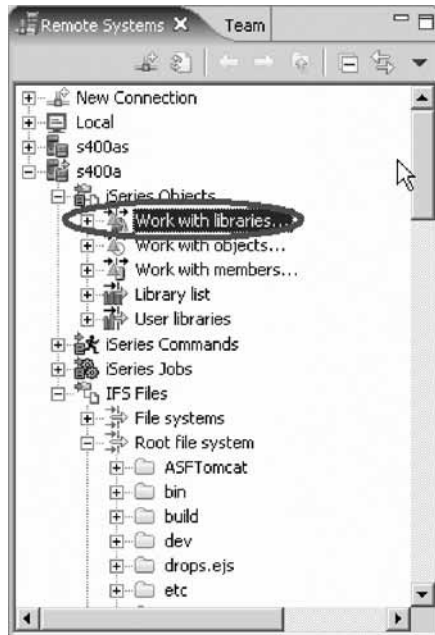 Remote Systems Team
New Connection
Local
s400as
s400a
iSeries Objects
Work with libraries...
Work with objects...
Work with members...
Library list
User libraries
iSeries Commands
iSeries Jobs
IFS Files
File systems
Root file system
ASFTomcat
bin
build
dev
drops.ejs
etc